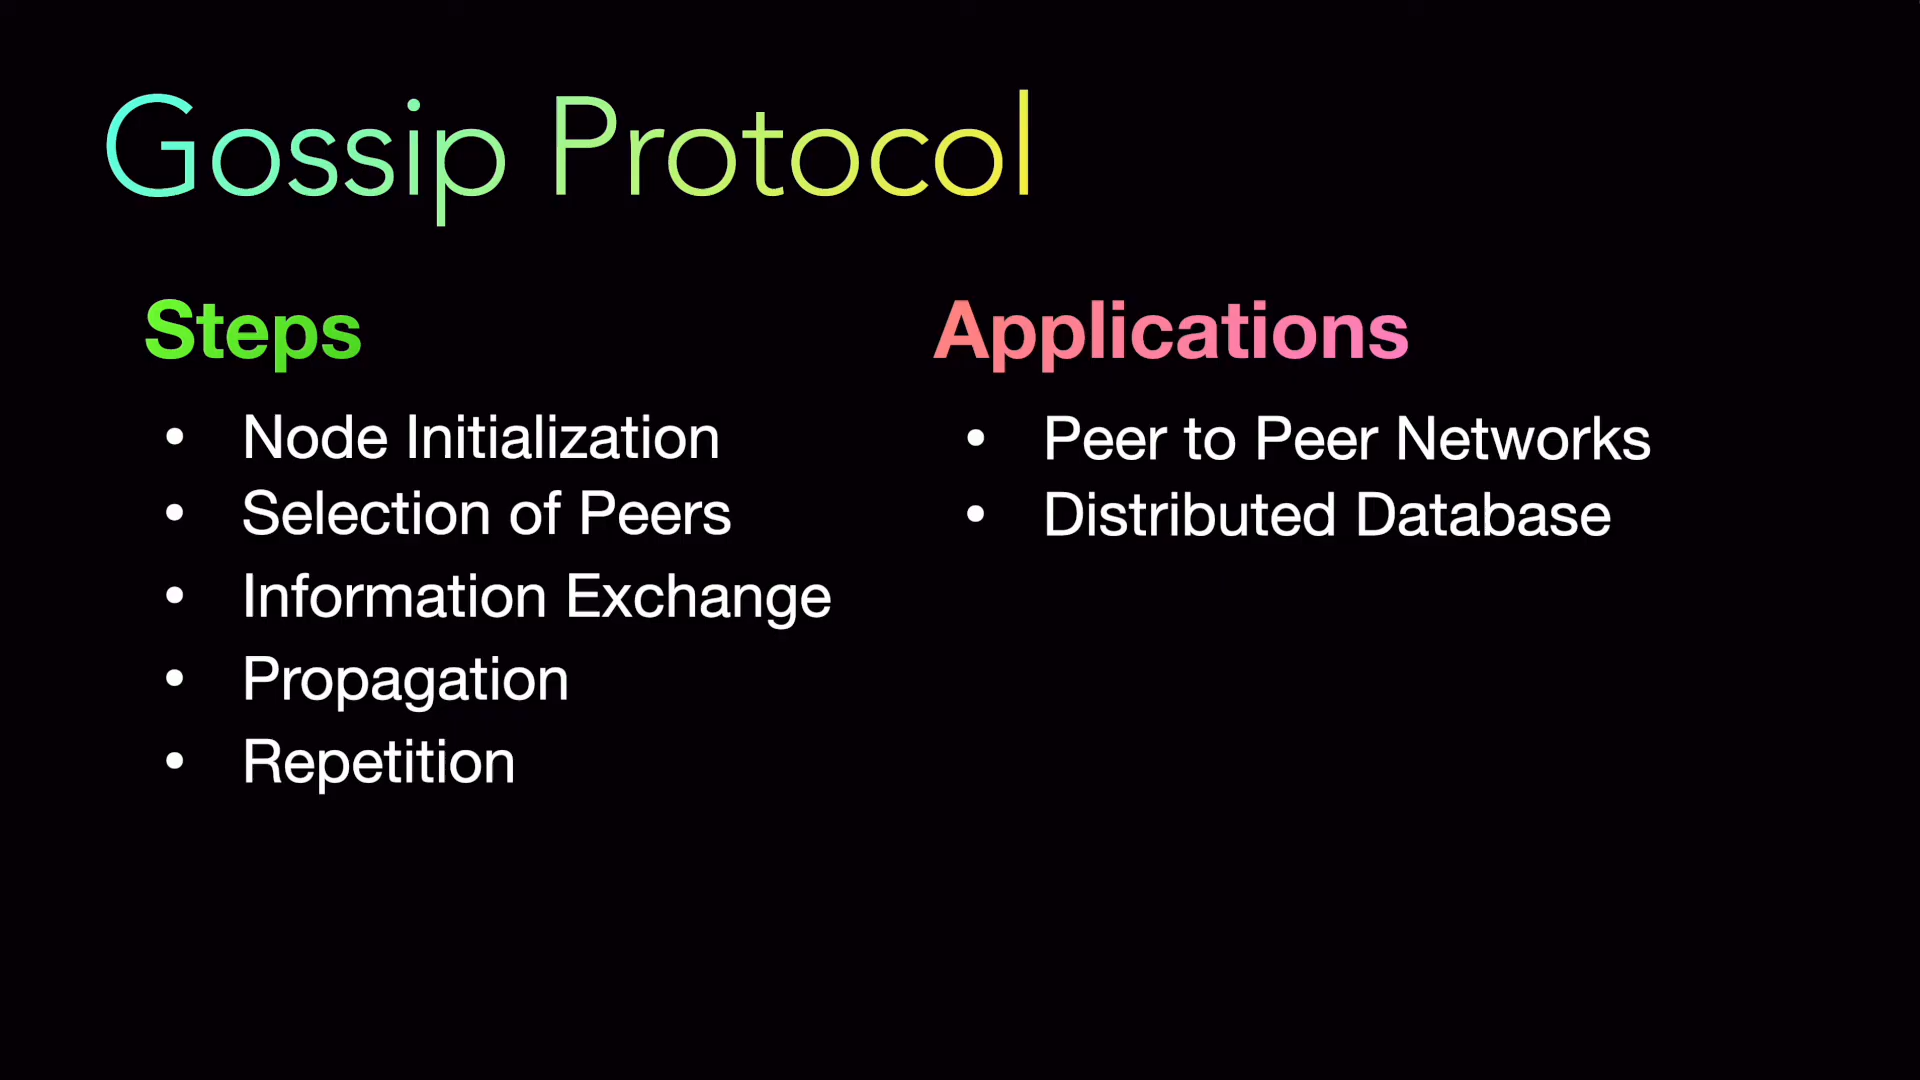 Gossip Protocol
Steps
• Node Initialization
• Selection of Peers
• Information Exchange
• Propagation
• Repetition
Applications
• Peer to Peer Networks
• Distributed Database